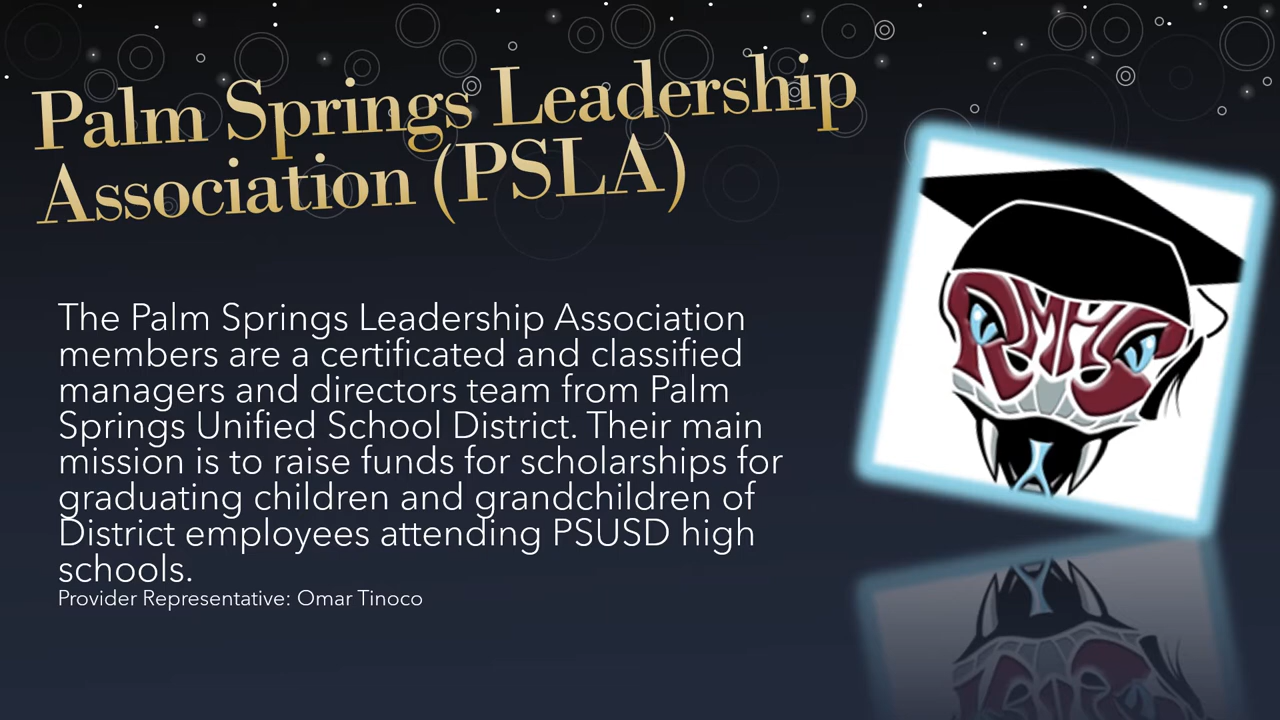 Palm Springs Leadership
Association (PSLA)
The Palm Springs Leadership Association
members are a certificated and classified
managers and directors team from Palm
Springs Unified School District. Their main
mission is to raise funds for scholarships for
graduating children and grandchildren of
District employees attending PSUSD high
schools.
Provider Representative: Omar Tinoco
RMHS